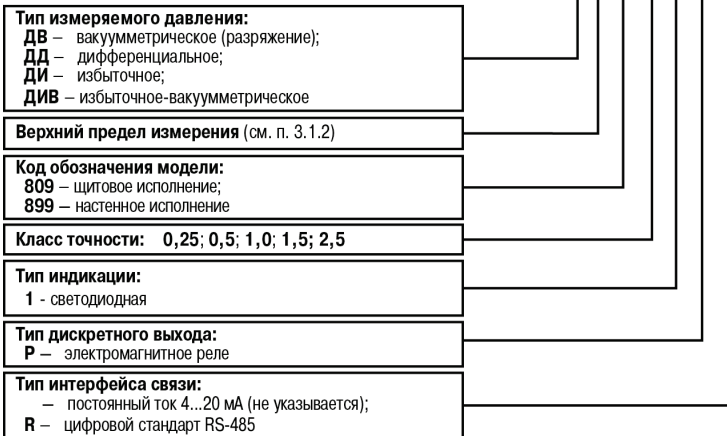 Тип измеряемого давления:
ДВ – вакуумметрическое (разряжение);
ДД – дифференциальное;
ДИ – избыточное;
ДИВ – избыточное-вакуумметрическое
Верхний предел измерения (см. п. 3.1.2)
Код обозначения модели:
809 – щитовое исполнение;
899 – настенное исполнение
Класс точности: 0,25; 0,5; 1,0; 1,5; 2,5
Тип индикации:
1 - светодиодная
Тип дискретного выхода:
Р – электромагнитное реле
Тип интерфейса связи:
– постоянный ток 4...20 мА (не указывается);
R – цифровой стандарт RS-485